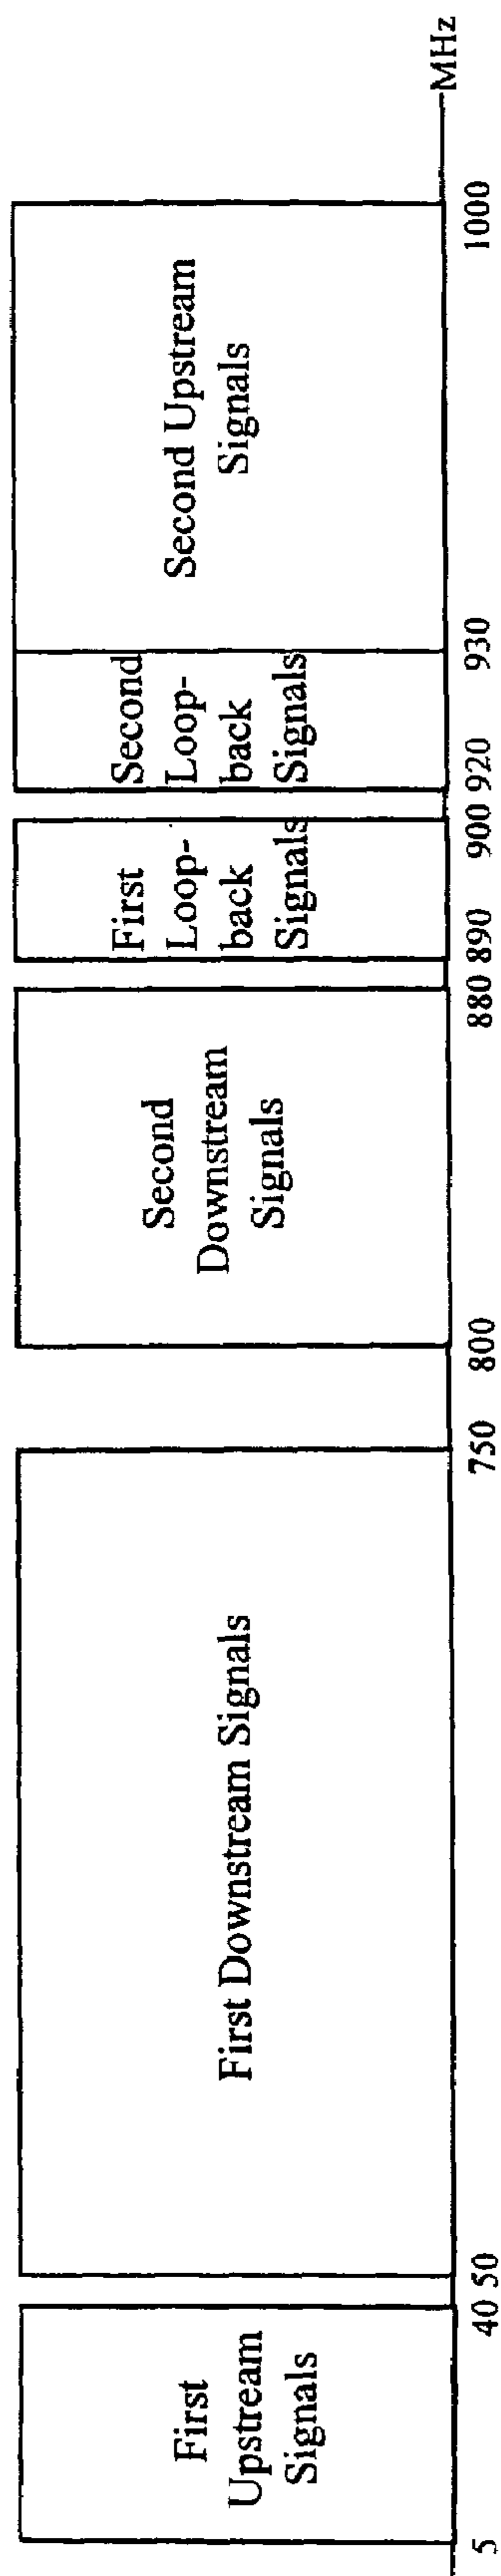 First
Upstream
Signals
First Downstream Signals
Second
Downstream
Signals
First
Loop-
back
Signals
Second
Loop-
back
Signals
Second Upstream
Signals
5 40 50 750 800 880 890 900 920 930 1000 MHz